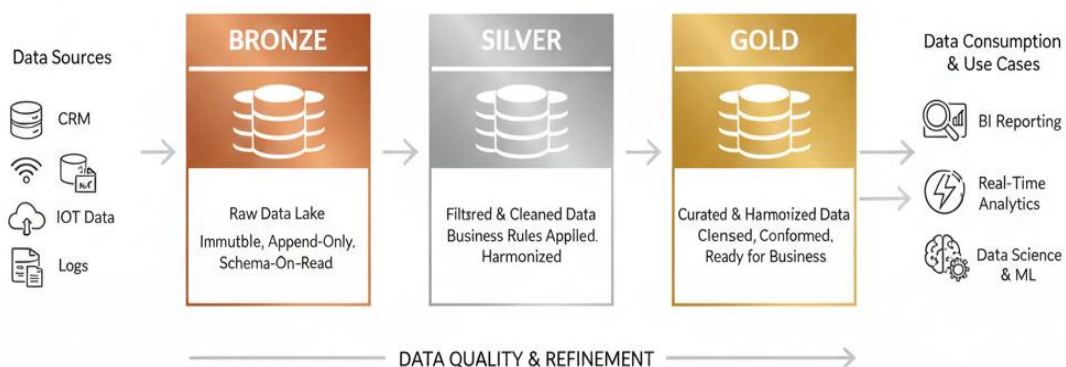 Data Sources
CRM
IOT Data
Logs
BRONZE
Raw Data Lake
Immutble, Append-Only,
Schema-On-Read
SILVER
Filtsred & Cleaned Data
Business Rules Applled.
Harmonized
GOLD
Curated & Harmonized Data
Clensed, Conformed,
Ready for Business
Data Consumption
& Use Cases
BI Reporting
Real-Time
Analytics
Data Science
& ML
DATA QUALITY & REFINEMENT